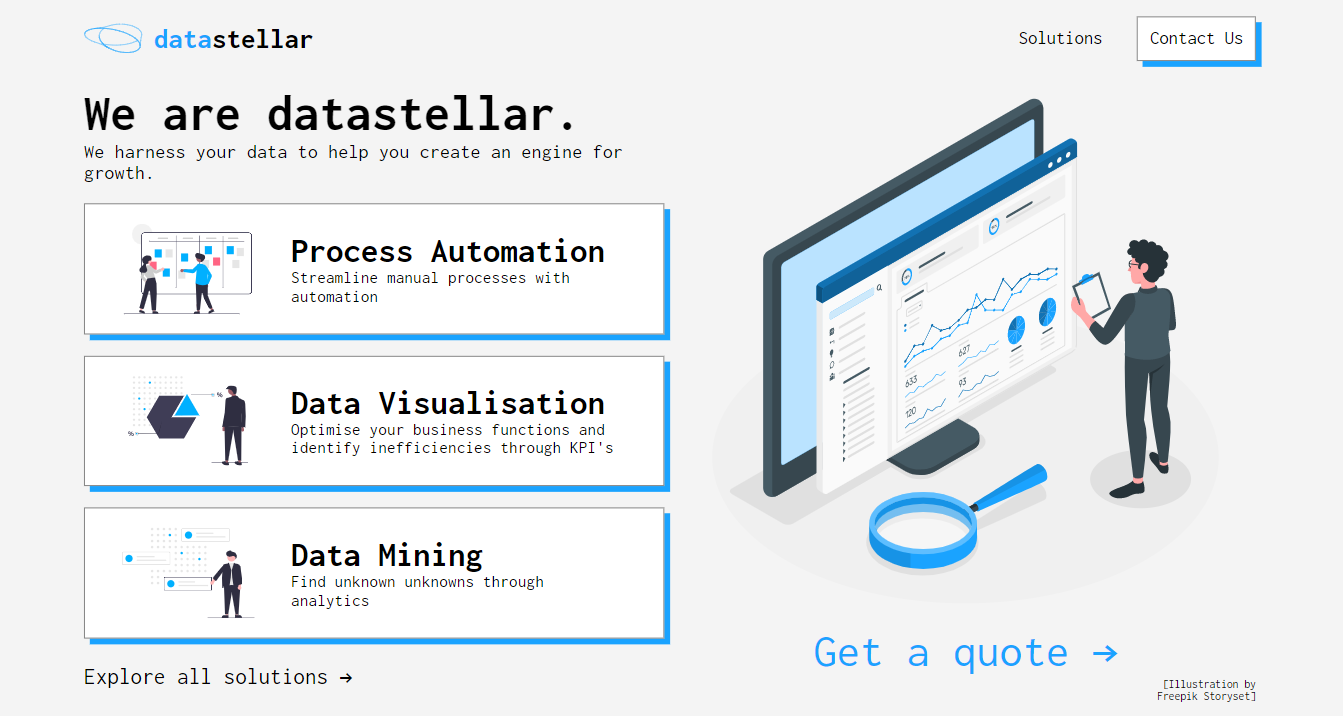 datastellar
Solutions
Contact Us
We are datastellar.
We harness your data to help you create an engine for
growth.
Process Automation
Streamline manual processes with
automation
Data Visualisation
Optimise your business functions and
identify inefficiencies through KPI's
%
%
Data Mining
Find unknown unknowns through
analytics
Explore all solutions →
627
633
93
120
Get a quote →
[Illustration by
Freepik Storyset]